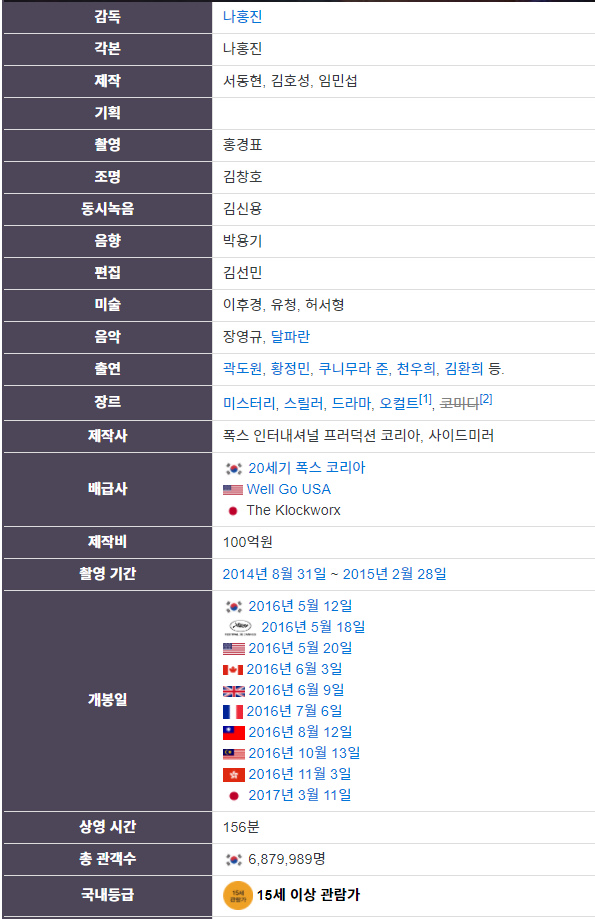 감독 나홍진
각본 나홍진
제작 서동현, 김호성, 임민섭
기획
촬영 홍경표
조명 김창호
동시녹음 김신용
음향 박용기
편집 김선민
미술 이후경, 유청, 허서형
음악 장영규, 달파란
출연 곽도원, 황정민, 쿠니무라 준, 천우희, 김환희 등.
장르 미스터리, 스릴러, 드라마, 오컬트[1], 코미디[2]
제작사 폭스 인터내셔널 프러덕션 코리아, 사이드미러
배급사
20세기 폭스 코리아
Well Go USA
The Klockworx
제작비 100억원
촬영 기간 2014년 8월 31일 ~ 2015년 2월 28일
개봉일
2016년 5월 12일
2016년 5월 18일
2016년 5월 20일
2016년 6월 3일
2016년 6월 9일
2016년 7월 6일
2016년 8월 12일
2016년 10월 13일
2016년 11월 3일
2017년 3월 11일
상영 시간 156분
총 관객수 6,879,989명
국내등급 15세 관람가 15세 이상 관람가